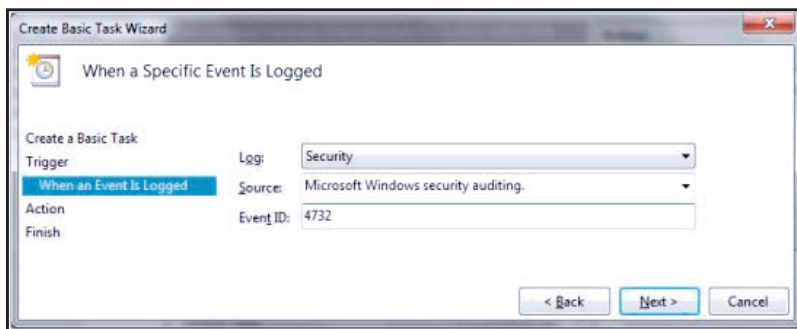 Create Basic Task Wizard
When a Specific Event Is Logged
Create a Basic Task
Trigger
When an Event Is Logged
Action
Finish
Log: Security
Source: Microsoft Windows security auditing.
Event ID: 4732
< Back Next > Cancel